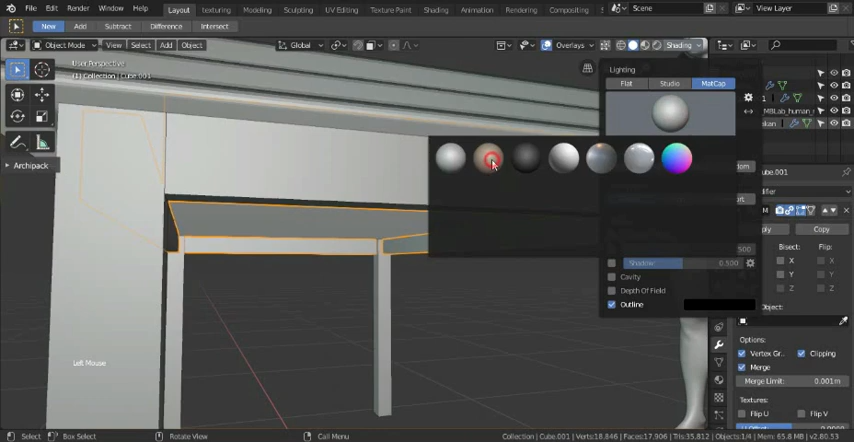 File Edit Render Window Help Layout texturing Modeling Sculpting UV Editing Texture Paint Shading Animation Rendering Compositing Scene View Layer
New Add Subtract Difference Intersect
Object Mode View Select Add Object Global Overlays Shading
User Perspective
(1) Collection | Cube.001
Lighting
Flat Studio MatCap
MBLab_human_
Archipack
Cube.001
Copy
Bisect: Flip:
X X
Y Y
Z Z
Shadow: 0.500
Cavity
Depth Of Field
Outline
Object:
Options:
Vertex Gr.. Clipping
Merge
Merge Limit: 0.001m
Textures:
Flip U Flip V
Left Mouse
Select Box Select Rotate View Call Menu Collection | Cube.001 | Verts:18,846 | Faces:17,906 | Tris:35,812 | Objects:1/4 | Mem: 65.8 MB | v2.80.53